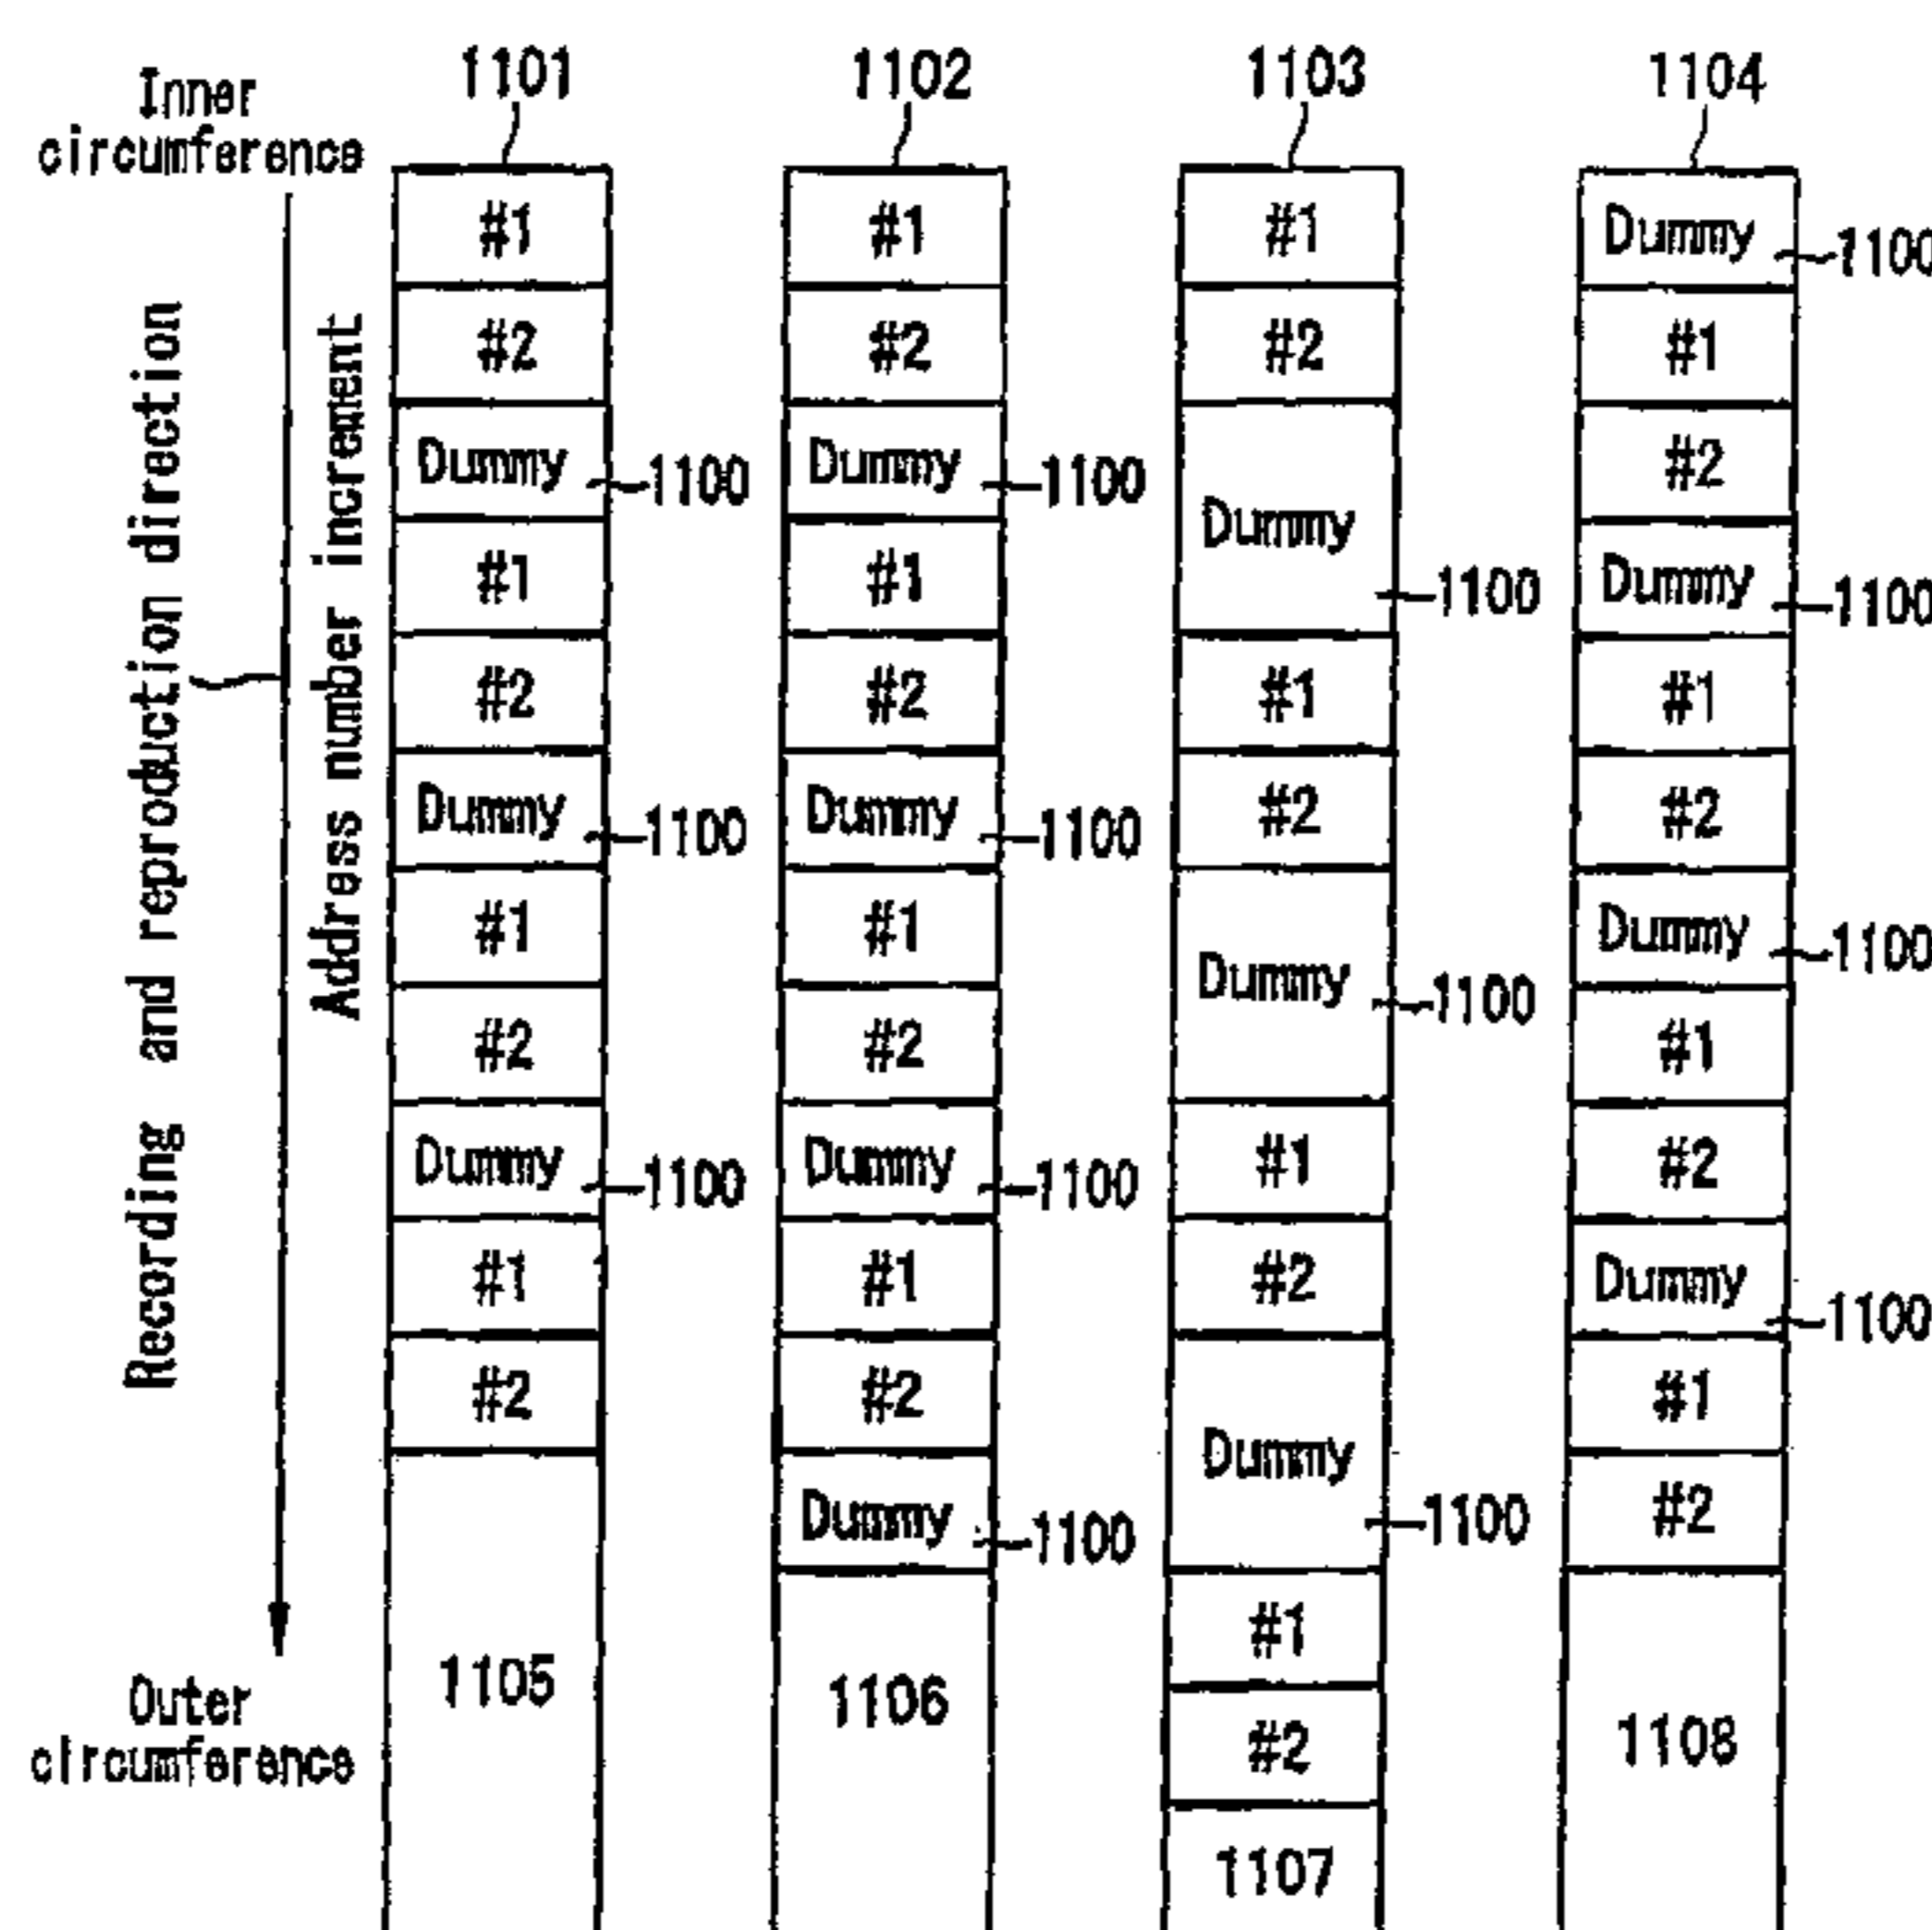 Inner
circumference
Recording and reproduction direction
Address number increment
Outer
circumference
1101
#1
#2
Dummy
1100
#1
#2
Dummy
1100
#1
#2
Dummy
1100
#1
#2
1105
1102
#1
#2
Dummy
1100
#1
#2
Dummy
1100
#1
#2
Dummy
1100
#1
#2
Dummy
1100
1106
1103
#1
#2
Dummy
1100
#1
#2
Dummy
1100
#1
#2
Dummy
1100
#1
#2
1107
1104
Dummy
1100
#1
#2
Dummy
1100
#1
#2
Dummy
1100
#1
#2
Dummy
1100
#1
#2
1108